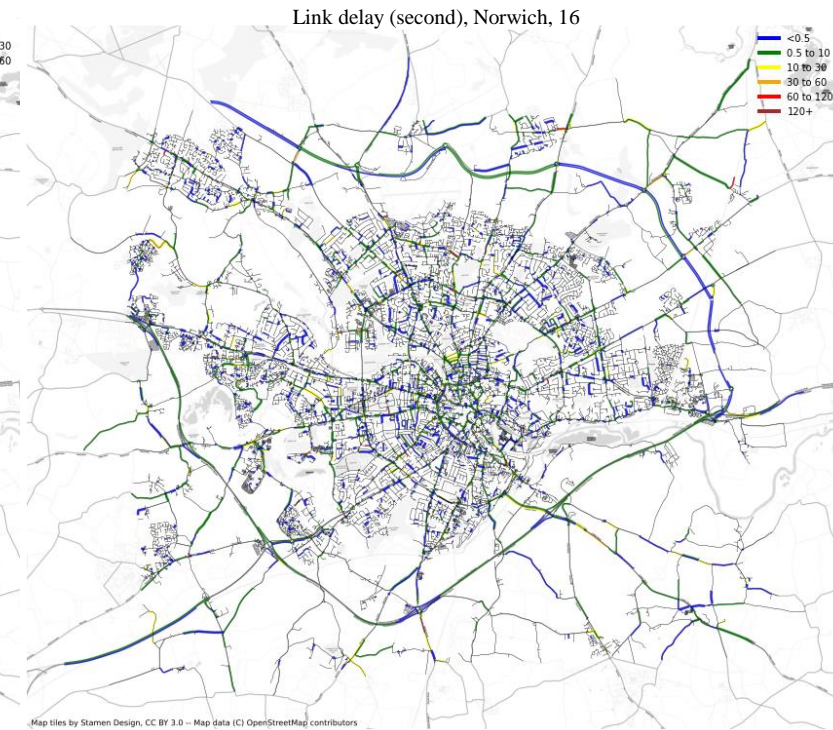 Link delay (second), Norwich, 16
30
60
<0.5
0.5 to 10
10 to 30
30 to 60
60 to 120
120+
Map tiles by Stamen Design, CC BY 3.0 -- Map data (C) OpenStreetMap contributors